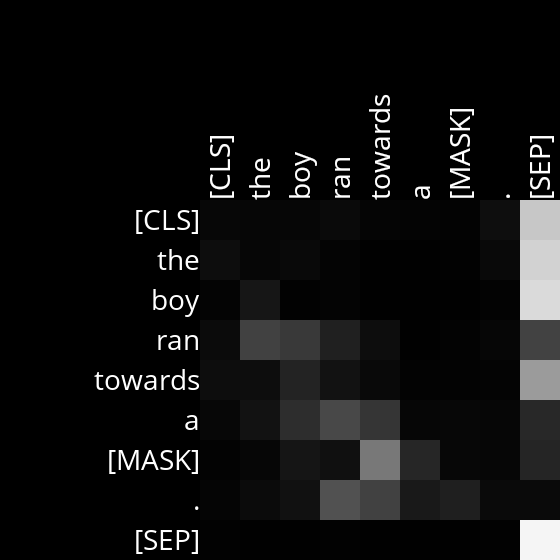 [CLS] the boy ran towards a [MASK] . [SEP]
[CLS]
the
boy
ran
towards
a
[MASK]
.
[SEP]